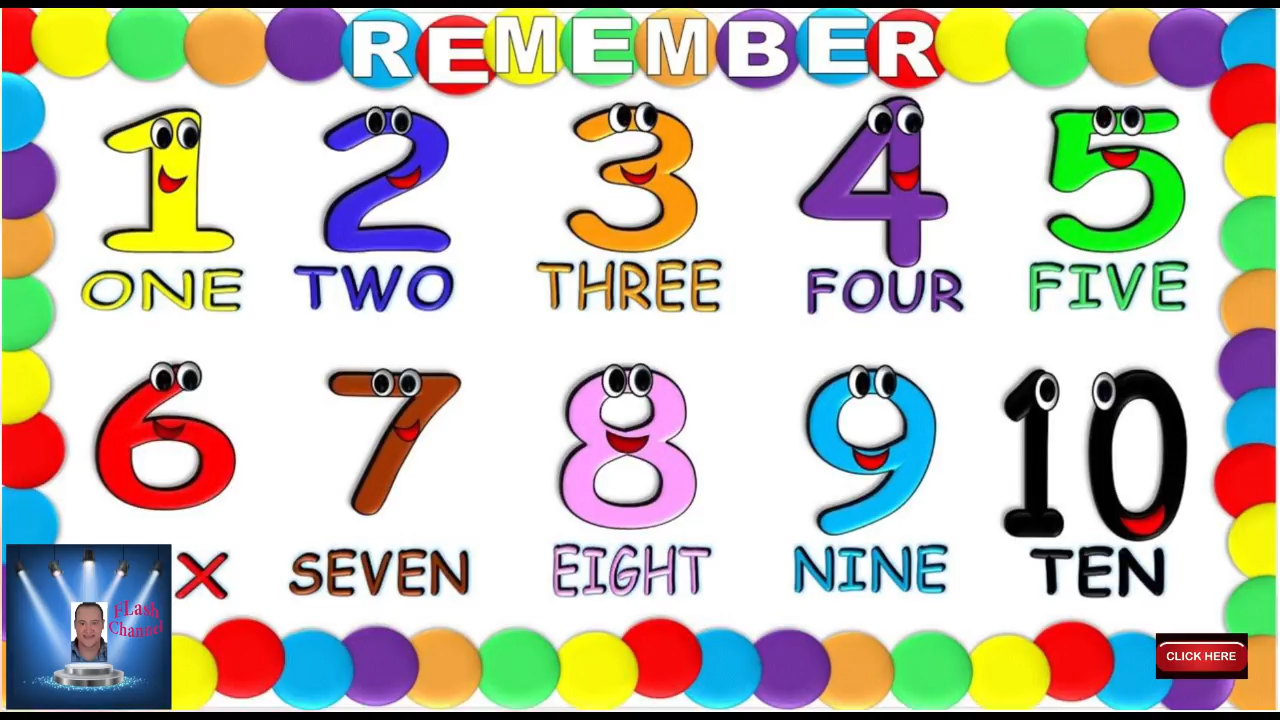 REMEMBER
1 2 3 4 5
ONE TWO THREE FOUR FIVE
6 7 8 9 10
X SEVEN EIGHT NINE TEN
FLash
Channel
CLICK HERE